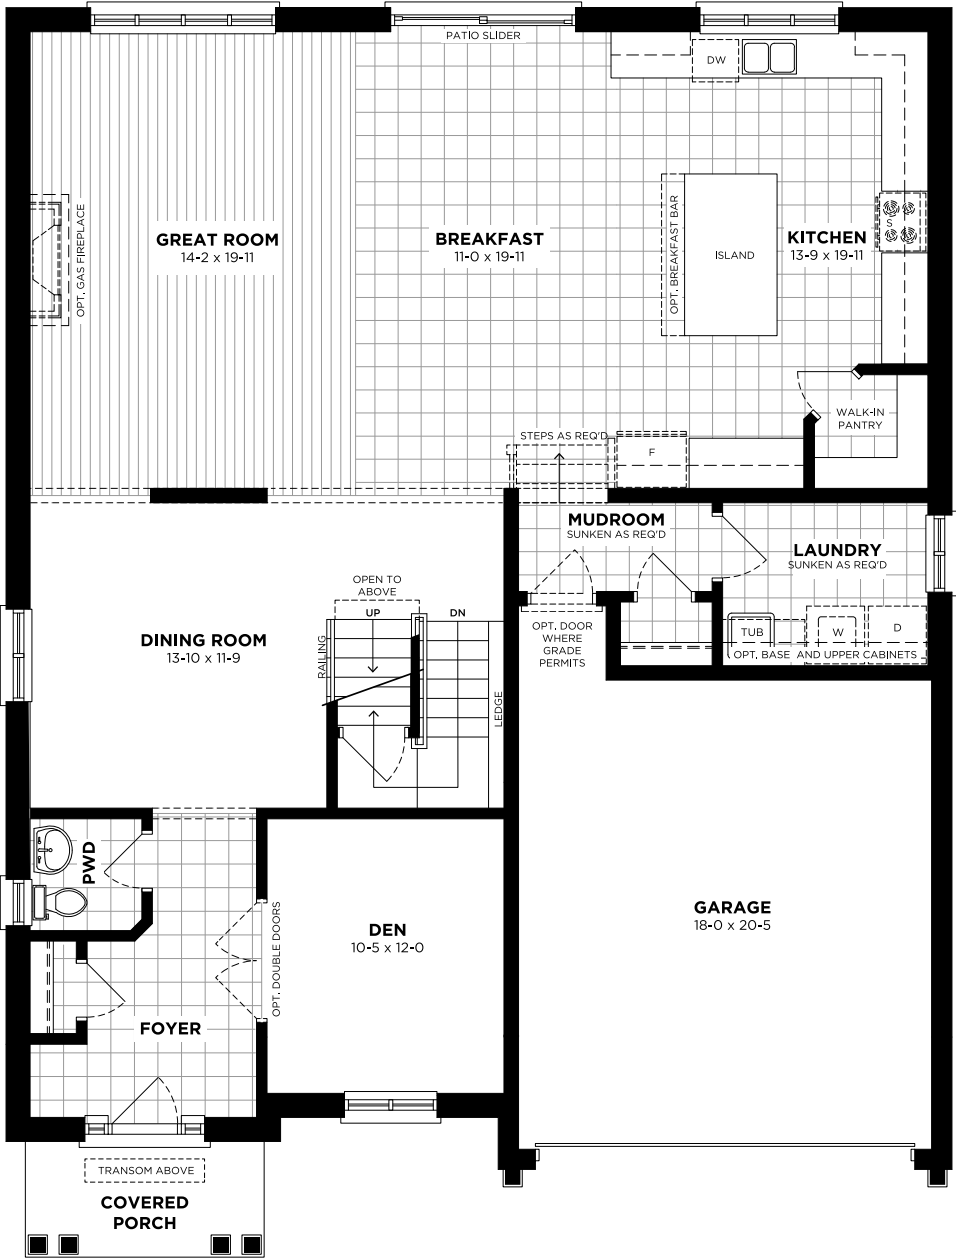 PATIO SLIDER
DW
OPT. GAS FIREPLACE
GREAT ROOM
14-2 x 19-11
BREAKFAST
11-0 x 19-11
OPT. BREAKFAST BAR
ISLAND
KITCHEN
13-9 x 19-11
S
WALK-IN
PANTRY
STEPS AS REQ'D
F
MUDROOM
SUNKEN AS REQ'D
LAUNDRY
SUNKEN AS REQ'D
OPEN TO
ABOVE
UP
DN
RAILING
LEDGE
DINING ROOM
13-10 x 11-9
OPT. DOOR
WHERE
GRADE
PERMITS
TUB
W
D
OPT. BASE AND UPPER CABINETS
PWD
OPT. DOUBLE DOORS
DEN
10-5 x 12-0
GARAGE
18-0 x 20-5
FOYER
TRANSOM ABOVE
COVERED
PORCH